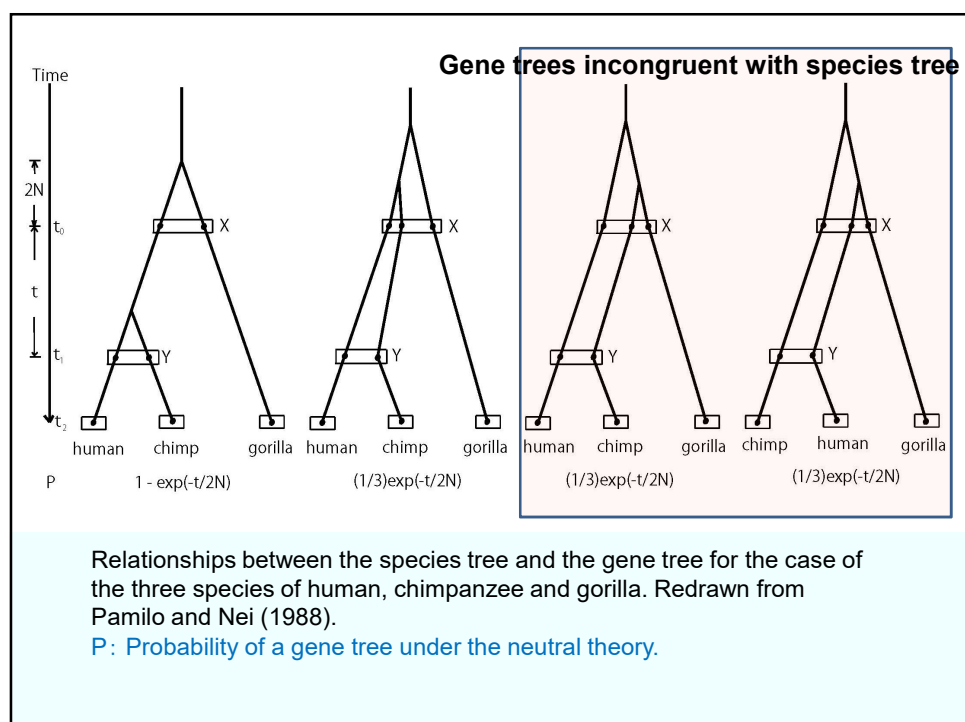 Gene trees incongruent with species tree
Time
2N
t₀
t
t₁
t₂
X
Y
human chimp gorilla
X
Y
human chimp gorilla
X
Y
human chimp gorilla
X
Y
chimp human gorilla
P 1 - exp(-t/2N) (1/3)exp(-t/2N) (1/3)exp(-t/2N) (1/3)exp(-t/2N)
Relationships between the species tree and the gene tree for the case of
the three species of human, chimpanzee and gorilla. Redrawn from
Pamilo and Nei (1988).
P: Probability of a gene tree under the neutral theory.